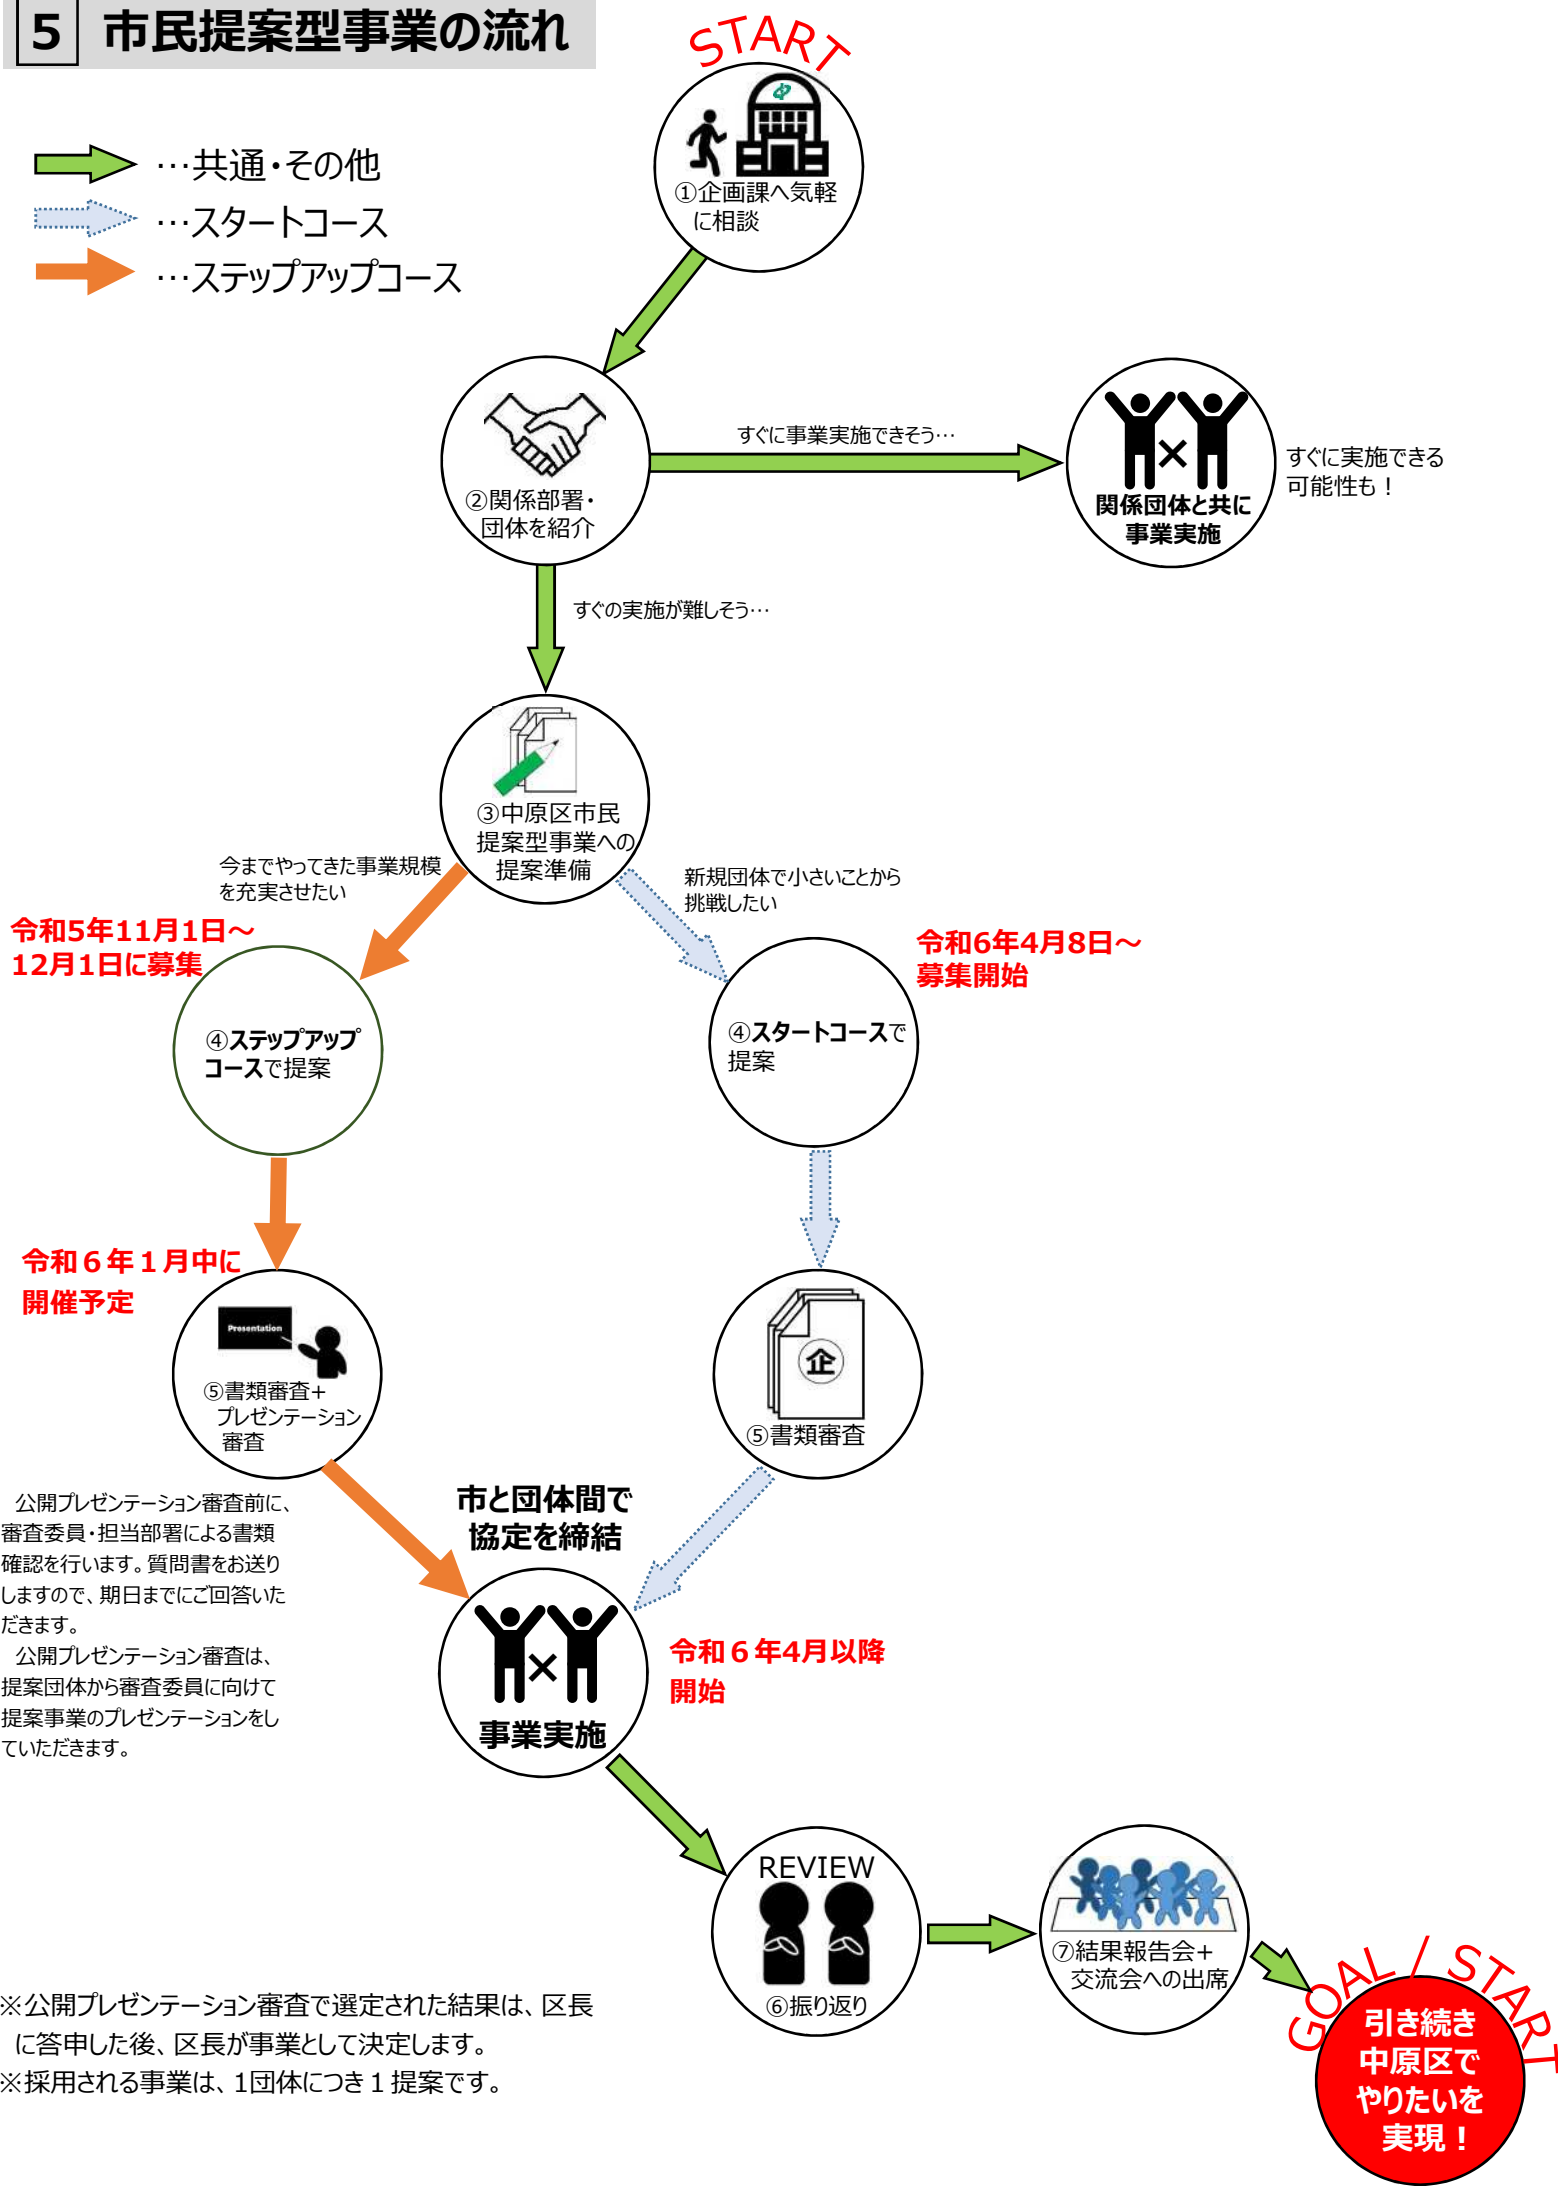 5 市民提案型事業の流れ
START
…共通・その他
…スタートコース
…ステップアップコース
①企画課へ気軽
に相談
②関係部署・
団体を紹介
すぐに事業実施できそう…
関係団体と共に
事業実施
すぐに実施できる
可能性も！
すぐの実施が難しそう…
③中原区市民
提案型事業への
提案準備
今までやってきた事業規模
を充実させたい
新規団体で小さいことから
挑戦したい
令和5年11月1日～
12月1日に募集
令和6年4月8日～
募集開始
④ステップアップ
コースで提案
④スタートコースで
提案
令和６年１月中に
開催予定
Presentation
⑤書類審査＋
プレゼンテーション
審査
企
⑤書類審査
公開プレゼンテーション審査前に、
審査委員・担当部署による書類
確認を行います。質問書をお送り
しますので、期日までにご回答いた
だきます。
公開プレゼンテーション審査は、
提案団体から審査委員に向けて
提案事業のプレゼンテーションをし
ていただきます。
市と団体間で
協定を締結
×
事業実施
令和６年4月以降
開始
REVIEW
⑥振り返り
⑦結果報告会＋
交流会への出席
GOAL / START
引き続き
中原区で
やりたいを
実現！
※公開プレゼンテーション審査で選定された結果は、区長
に答申した後、区長が事業として決定します。
※採用される事業は、1団体につき１提案です。